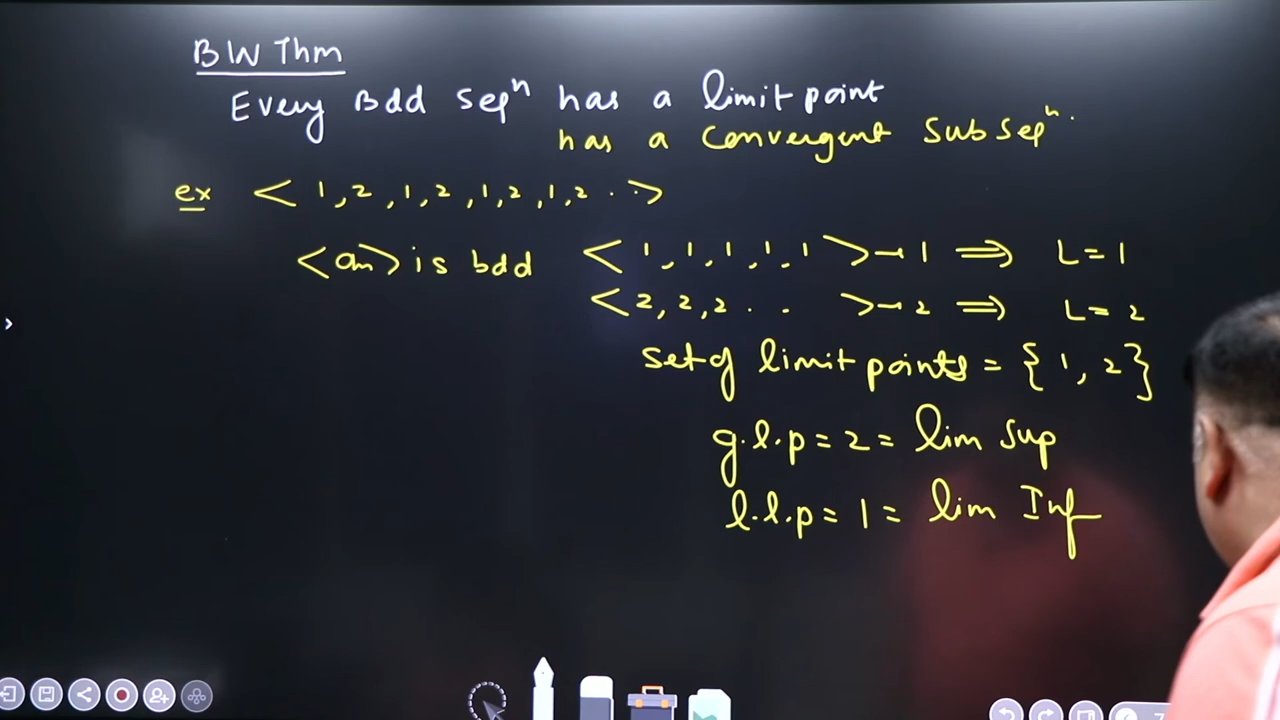 BW Thm
Every Bdd Seqⁿ has a limit point
has a convergent subseqⁿ.
ex < 1, 2, 1, 2, 1, 2, 1, 2 ... >
<an> is bdd < 1, 1, 1, 1, 1 > → 1 ⇒ L = 1
< 2, 2, 2 . . > → 2 ⇒ L = 2
set of limit points = { 1, 2 }
g.l.p = 2 = lim Sup
l.l.p = 1 = lim Inf